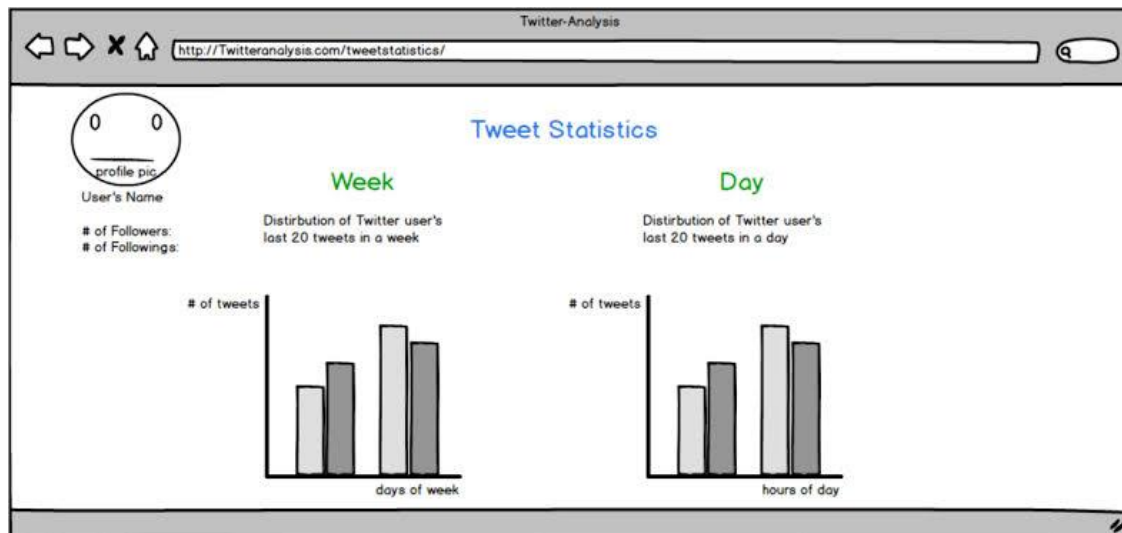 Twitter-Analysis
http://Twitteranalysis.com/tweetstatistics/
profile pic
User's Name
# of Followers:
# of Followings:
Tweet Statistics
Week
Distirbution of Twitter user's
last 20 tweets in a week
# of tweets
days of week
Day
Distirbution of Twitter user's
last 20 tweets in a day
# of tweets
hours of day